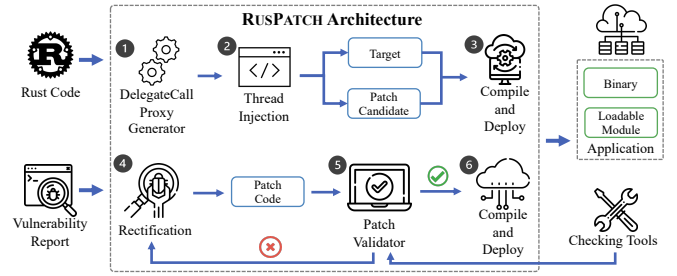 RUSPATCH Architecture
1
2
3
Rust Code
DelegateCall
Proxy
Generator
</>
Thread
Injection
Target
Patch
Candidate
Compile
and
Deploy
Binary
Loadable
Module
Application
4
5
6
Vulnerability
Report
Rectification
Patch
Code
Patch
Validator
Compile
and
Deploy
Checking Tools